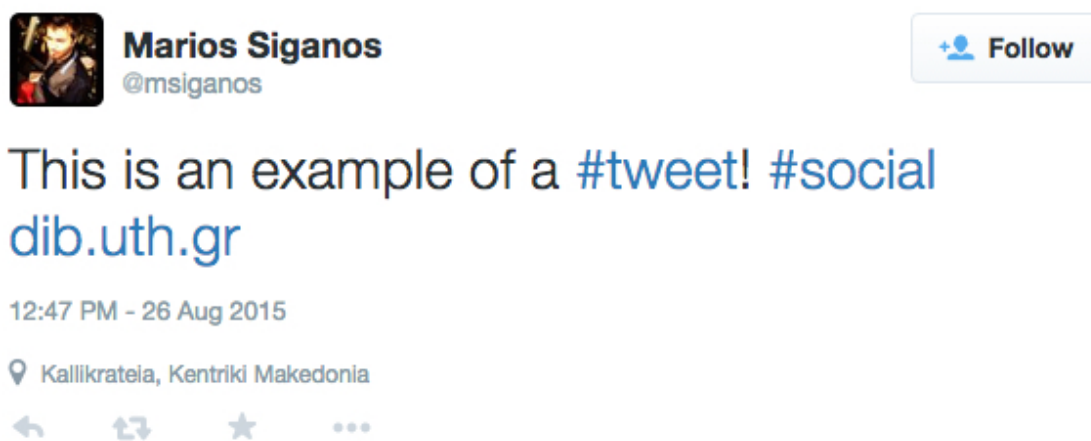 Marios Siganos
@msiganos
Follow
This is an example of a #tweet! #social
dib.uth.gr
12:47 PM - 26 Aug 2015
Kallikrateia, Kentriki Makedonia